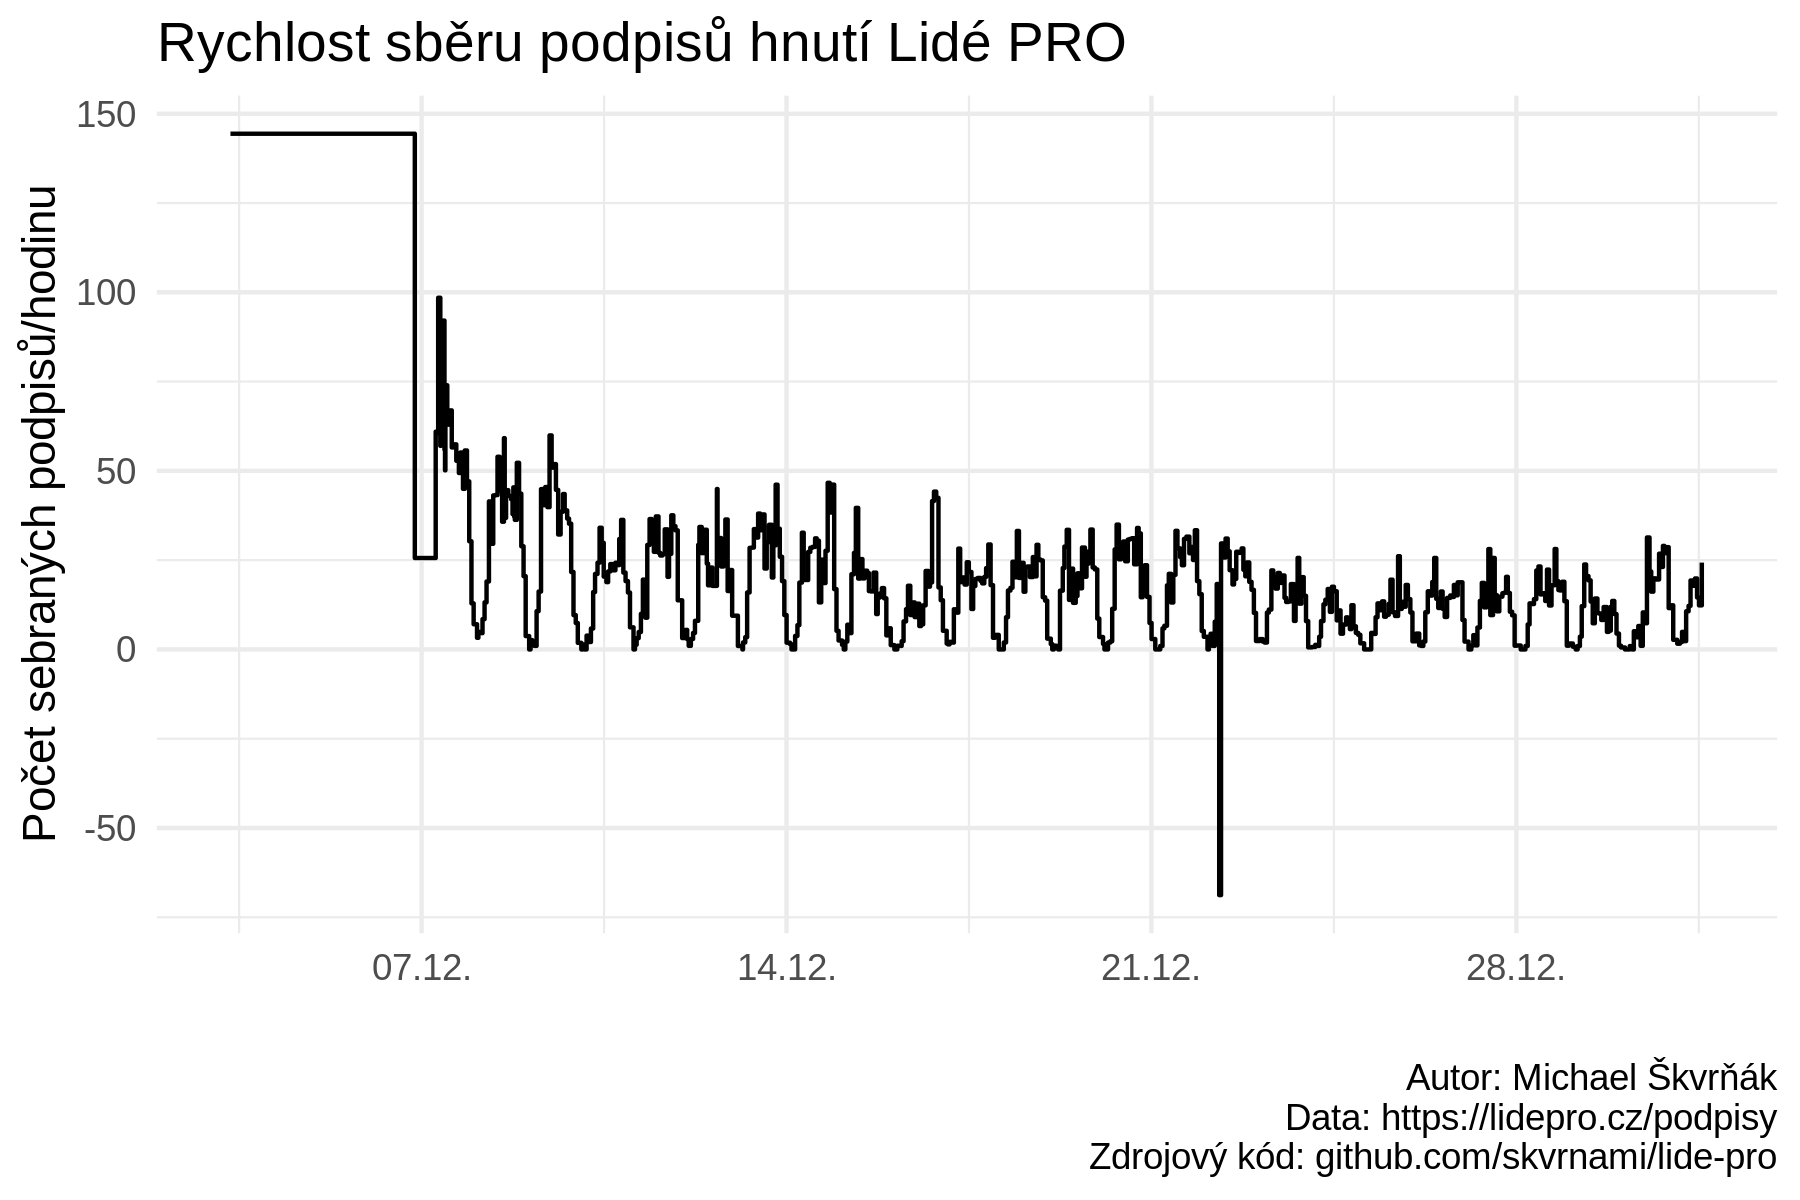 Rychlost sběru podpisů hnutí Lidé PRO
Počet sebraných podpisů/hodinu
150
100
50
0
-50
07.12.
14.12.
21.12.
28.12.
Autor: Michael Škvrňák
Data: https://lidepro.cz/podpisy
Zdrojový kód: github.com/skvrnami/lide-pro